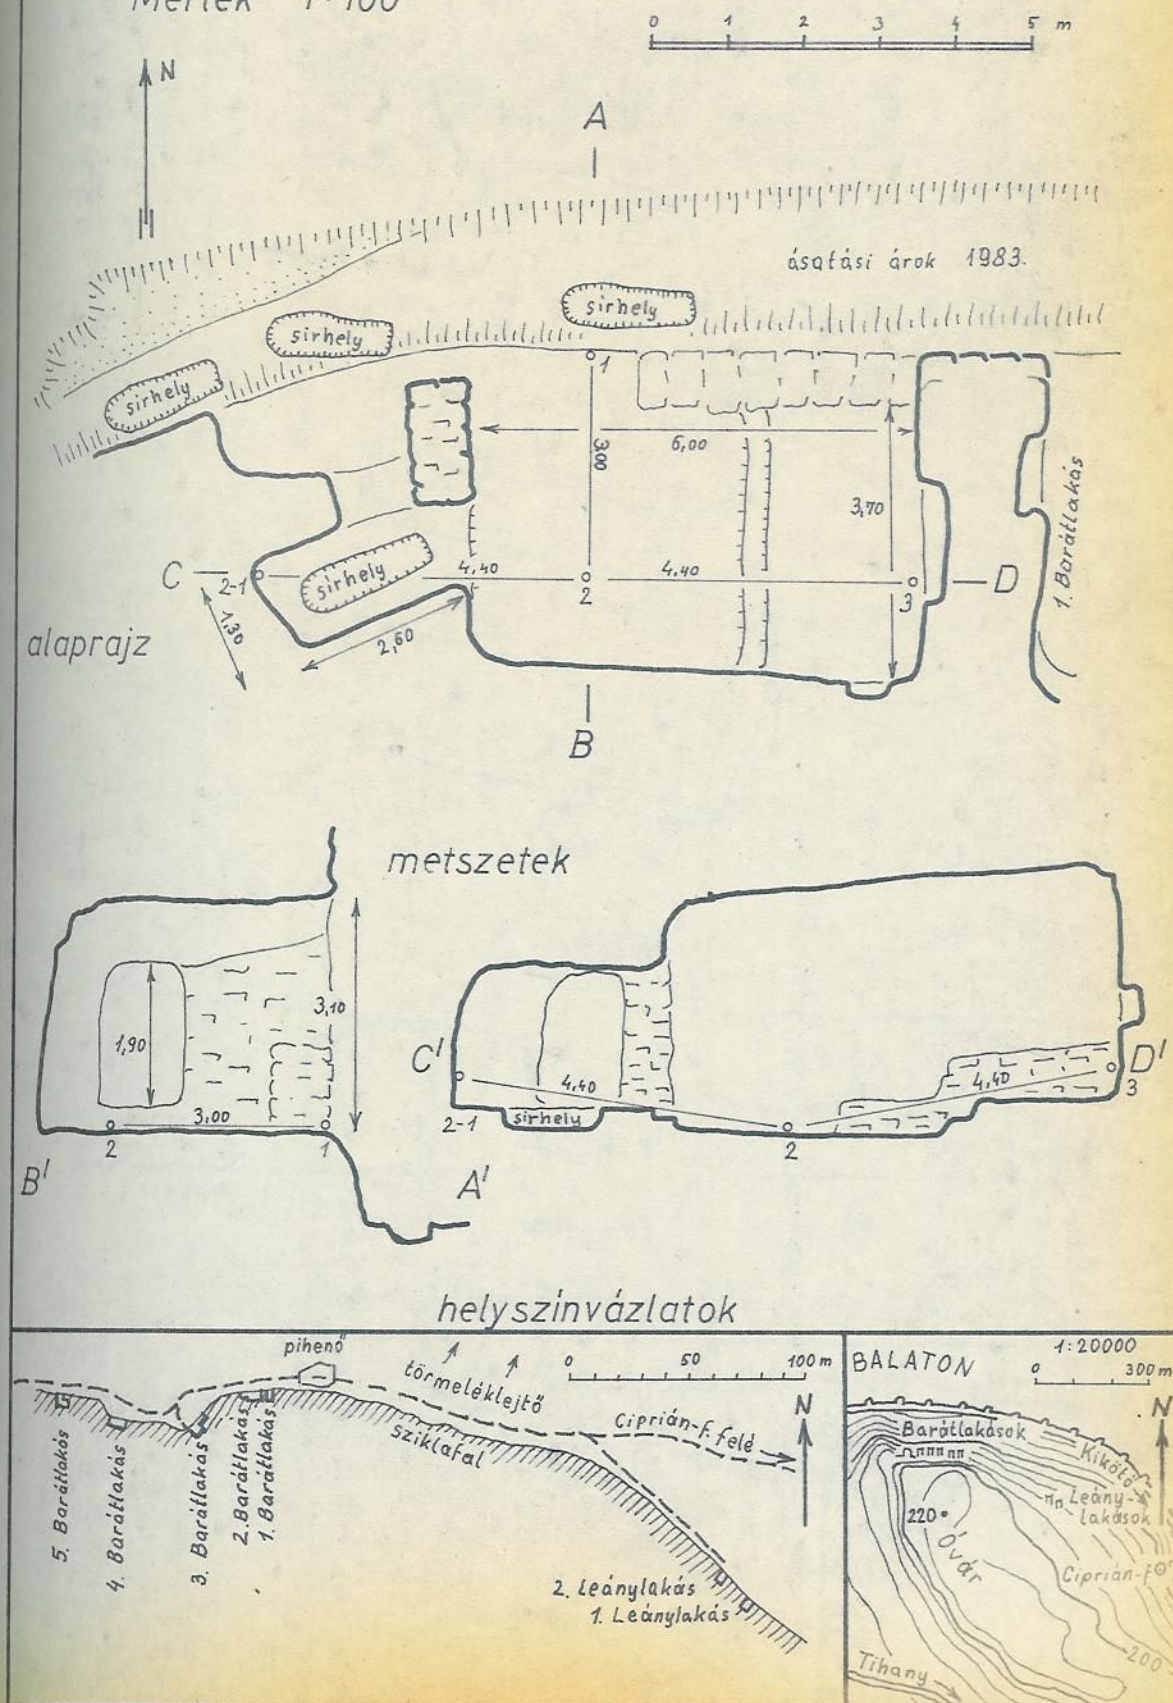 Mérték 1:100
0 1 2 3 4 5 m
N
A
ásatási árok 1983.
sírhely
sírhely
sírhely
1
6,00
3,00
3,70
1. Barátlakás
C
2-1
sírhely
4,40
2
4,40
3
D
1,30
2,60
alaprajz
B
metszetek
3,10
1,90
3,00
2
1
B'
A'
C'
4,40
4,40
D'
3
2-1
sírhely
2
helyszínvázlatok
pihenő
törmeléklejtő
0 50 100 m
N
Ciprián-f. felé
sziklafal
5. Barátlakás
4. Barátlakás
3. Barátlakás
2. Barátlakás
1. Barátlakás
2. Leánylakás
1. Leánylakás
BALATON
1:20000
0 300 m
N
Barátlakások
Kikötő
Leány-
lakások
220
Óvár
Ciprián-f
200
Tihany